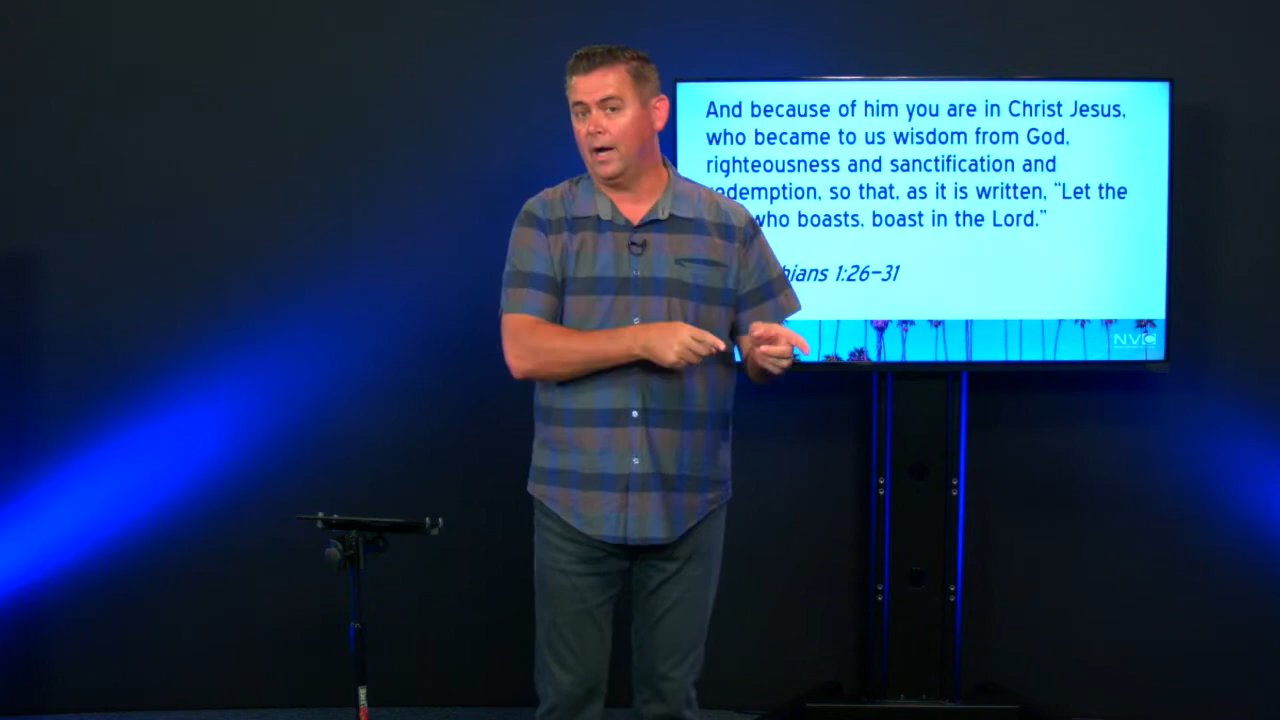 And because of him you are in Christ Jesus,
who became to us wisdom from God,
righteousness and sanctification and
redemption, so that, as it is written, “Let the
who boasts, boast in the Lord.”
1:26–31
NVC